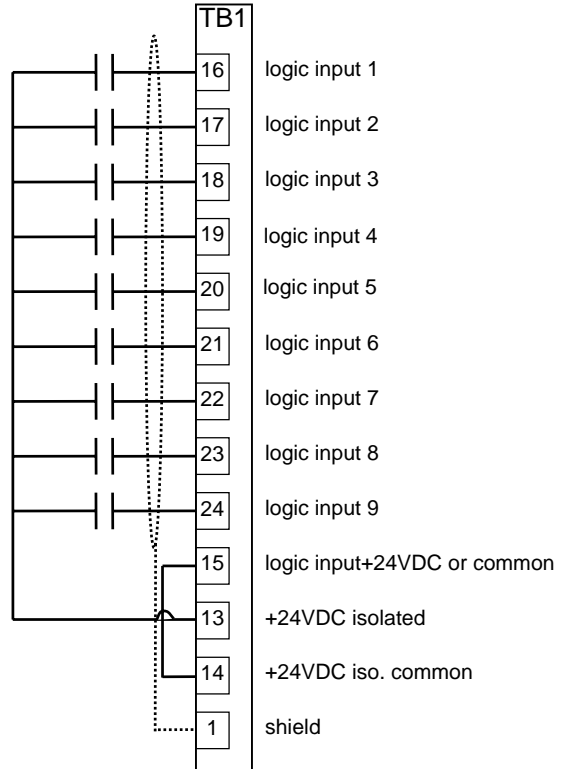 TB1
16 logic input 1
17 logic input 2
18 logic input 3
19 logic input 4
20 logic input 5
21 logic input 6
22 logic input 7
23 logic input 8
24 logic input 9
15 logic input+24VDC or common
13 +24VDC isolated
14 +24VDC iso. common
1 shield